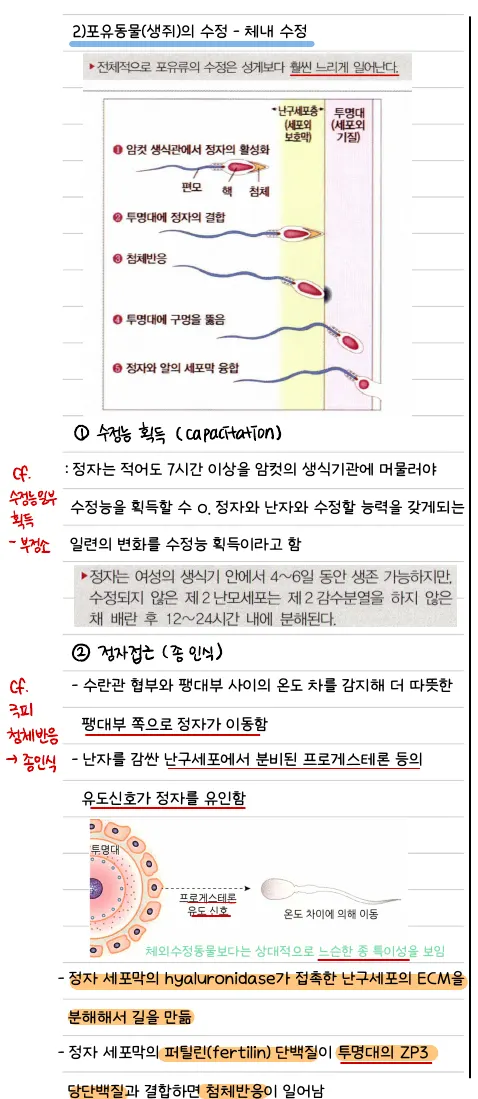 2)포유동물(생쥐)의 수정 - 체내 수정
▶전체적으로 포유류의 수정은 성게보다 훨씬 느리게 일어난다.
난구세포층
(세포외
보호막)
투명대
(세포외
기질)
❶ 암컷 생식관에서 정자의 활성화
편모
핵
첨체
❷ 투명대에 정자의 결합
❸ 첨체반응
❹ 투명대에 구멍을 뚫음
❺ 정자와 알의 세포막 융합
① 수정능 획득 (capacitation)
cf.
수정능일부
획득
- 부정소
: 정자는 적어도 7시간 이상을 암컷의 생식기관에 머물러야
수정능을 획득할 수 o. 정자와 난자와 수정할 능력을 갖게되는
일련의 변화를 수정능 획득이라고 함
▶정자는 여성의 생식기 안에서 4~6일 동안 생존 가능하지만,
수정되지 않은 제2난모세포는 제2감수분열을 하지 않은
채 배란 후 12~24시간 내에 분해된다.
② 정자접근 (종 인식)
cf.
극피
첨체반응
→ 종인식
- 수란관 협부와 팽대부 사이의 온도 차를 감지해 더 따뜻한
팽대부 쪽으로 정자가 이동함
- 난자를 감싼 난구세포에서 분비된 프로게스테론 등의
유도신호가 정자를 유인함
투명대
프로게스테론
유도 신호
온도 차이에 의해 이동
체외수정동물보다는 상대적으로 느슨한 종 특이성을 보임
- 정자 세포막의 hyaluronidase가 접촉한 난구세포의 ECM을
분해해서 길을 만듦
- 정자 세포막의 퍼틸린(fertilin) 단백질이 투명대의 ZP3
당단백질과 결합하면 첨체반응이 일어남